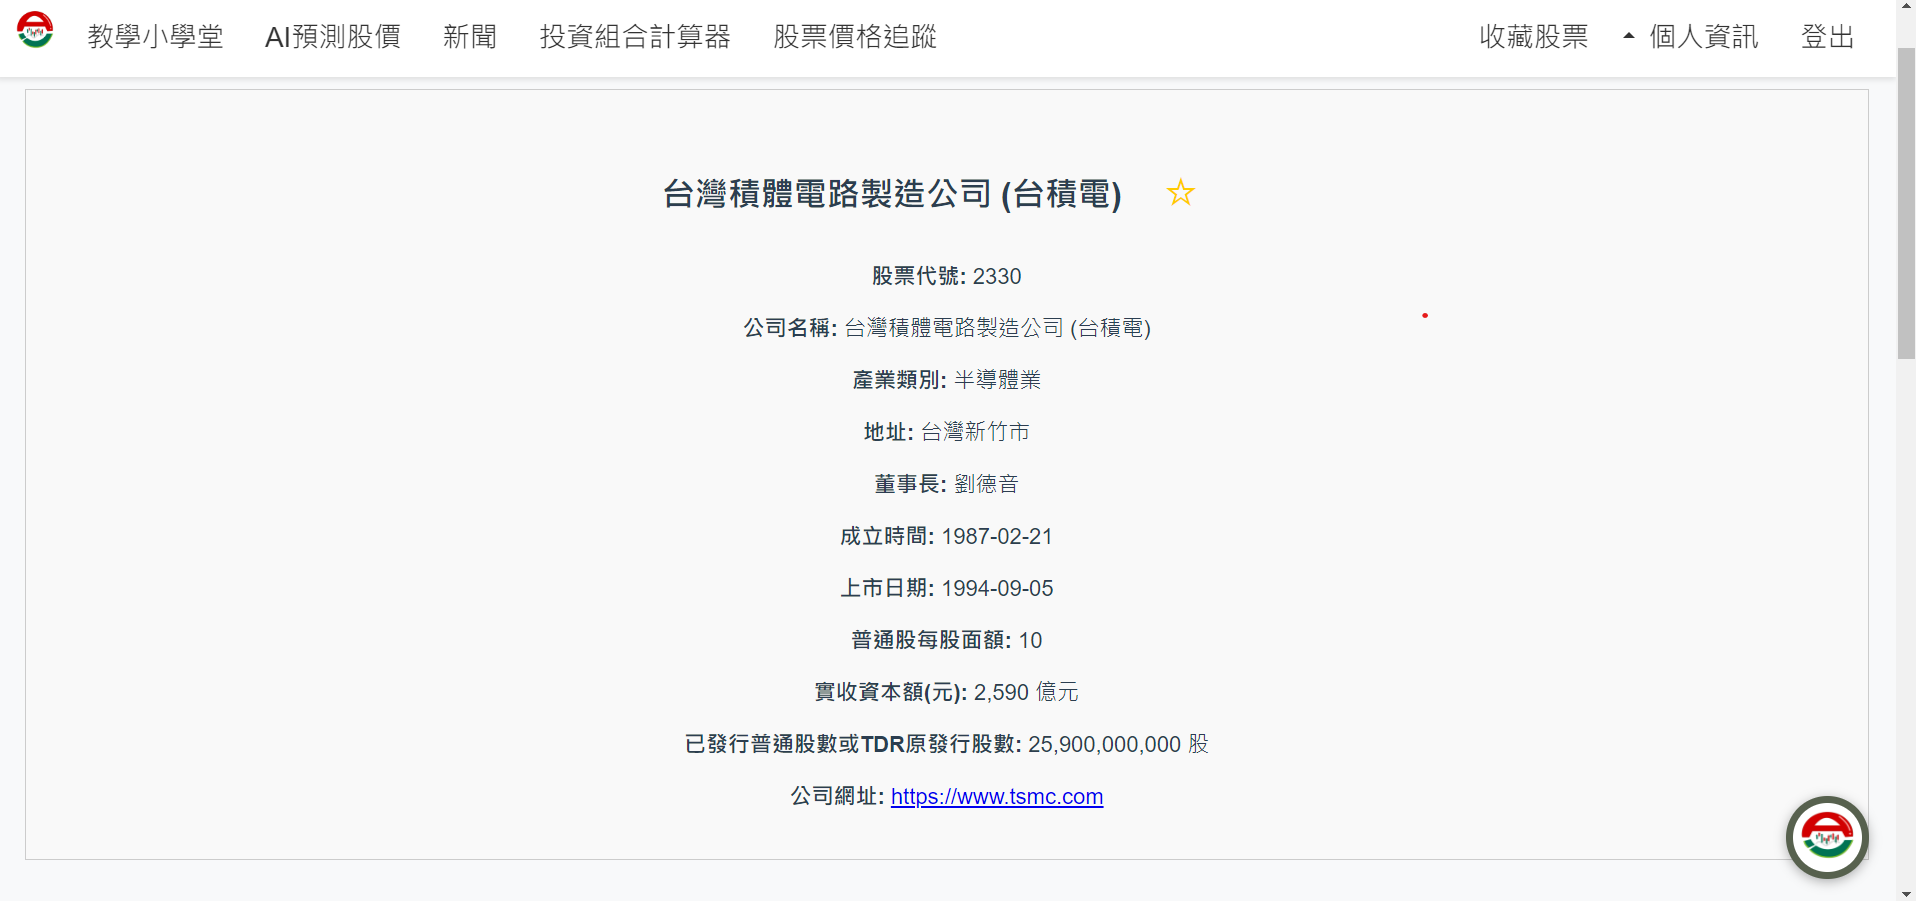 教學小學堂 AI預測股價 新聞 投資組合計算器 股票價格追蹤 收藏股票 個人資訊 登出
台灣積體電路製造公司 (台積電) ☆
股票代號: 2330
公司名稱: 台灣積體電路製造公司 (台積電)
產業類別: 半導體業
地址: 台灣新竹市
董事長: 劉德音
成立時間: 1987-02-21
上市日期: 1994-09-05
普通股每股面額: 10
實收資本額(元): 2,590 億元
已發行普通股數或TDR原發行股數: 25,900,000,000 股
公司網址: https://www.tsmc.com